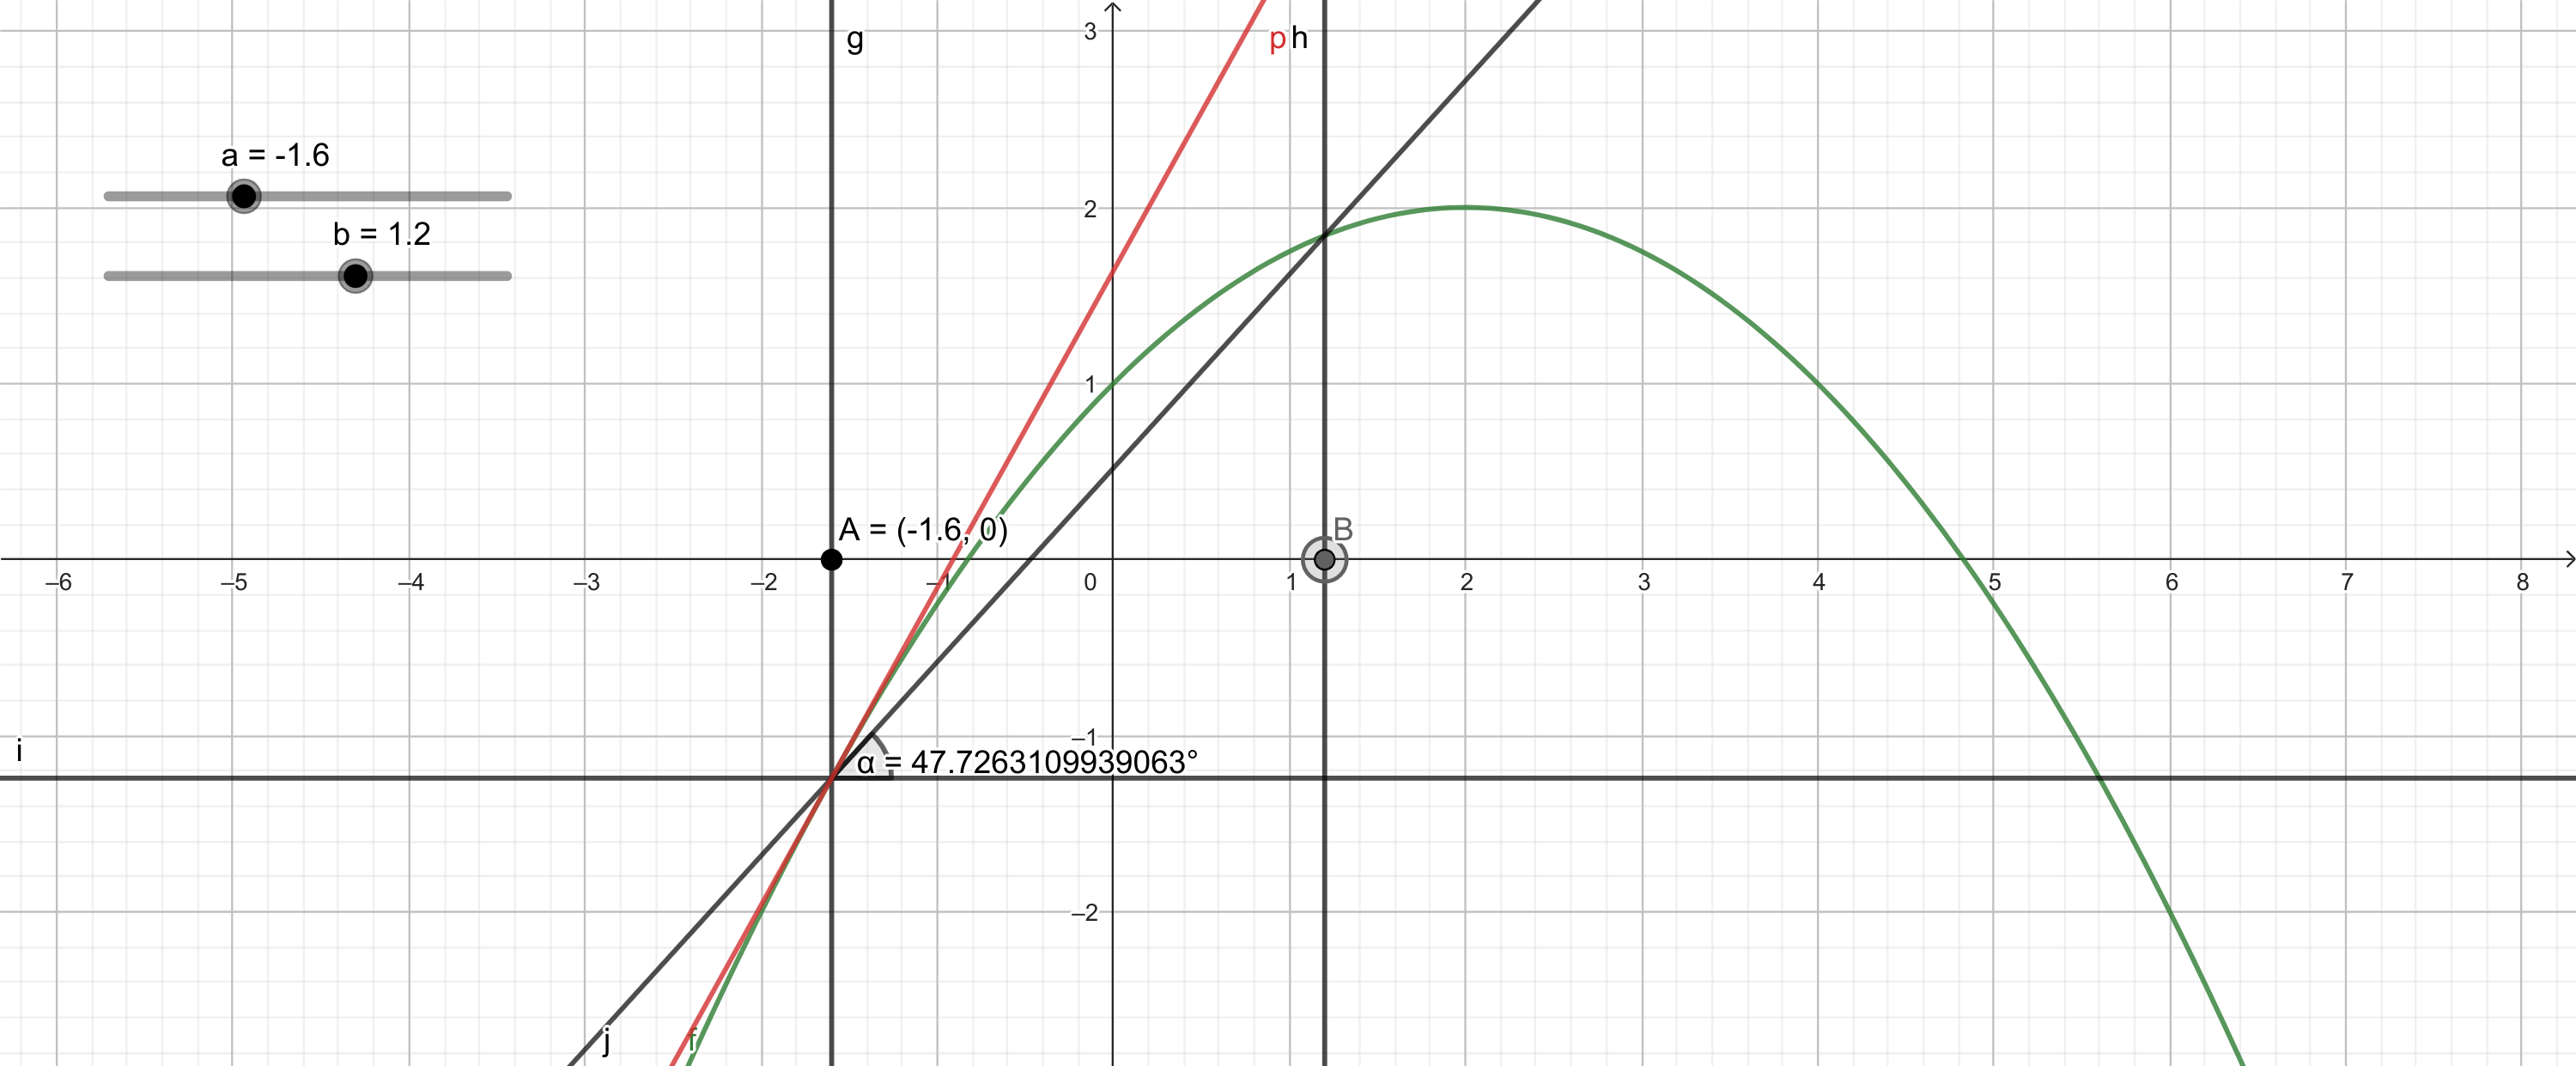 g
p h
3
a = -1.6
2
b = 1.2
1
A = (-1.6, 0)
B
–6 –5 –4 –3 –2 –1 0 1 2 3 4 5 6 7 8
–1
i
α = 47.7263109939063°
–2
j
f